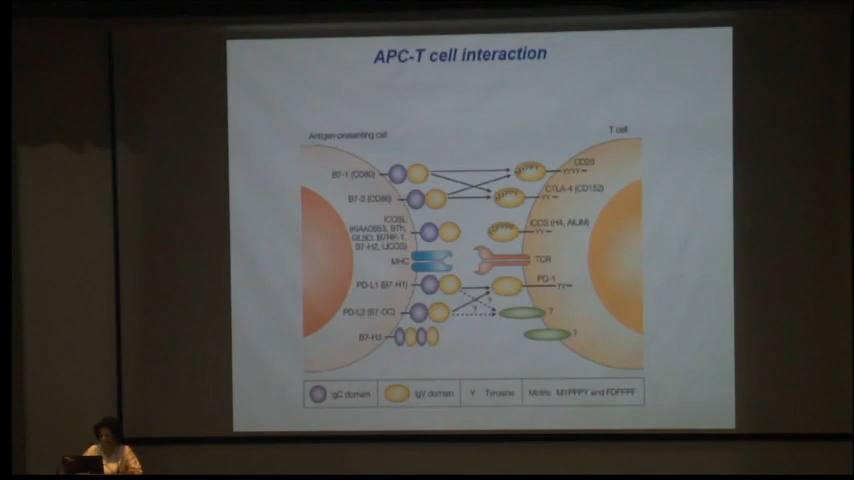 APC-T cell interaction
Antigen-presenting cell
T cell
B7-1 (CD80)
CD28
B7-2 (CD86)
CTLA-4 (CD152)
ICOSL
(KIAA0653, B7h,
GL50, B7RP-1,
B7-H2, LICOS)
ICOS (H4, AILIM)
MHC
TCR
PD-L1 (B7-H1)
PD-1
?
PD-L2 (B7-DC)
?
?
B7-H3
?
IgC domain
IgV domain
Y Tyrosine
Motifs MYPPPY and FDPPPF